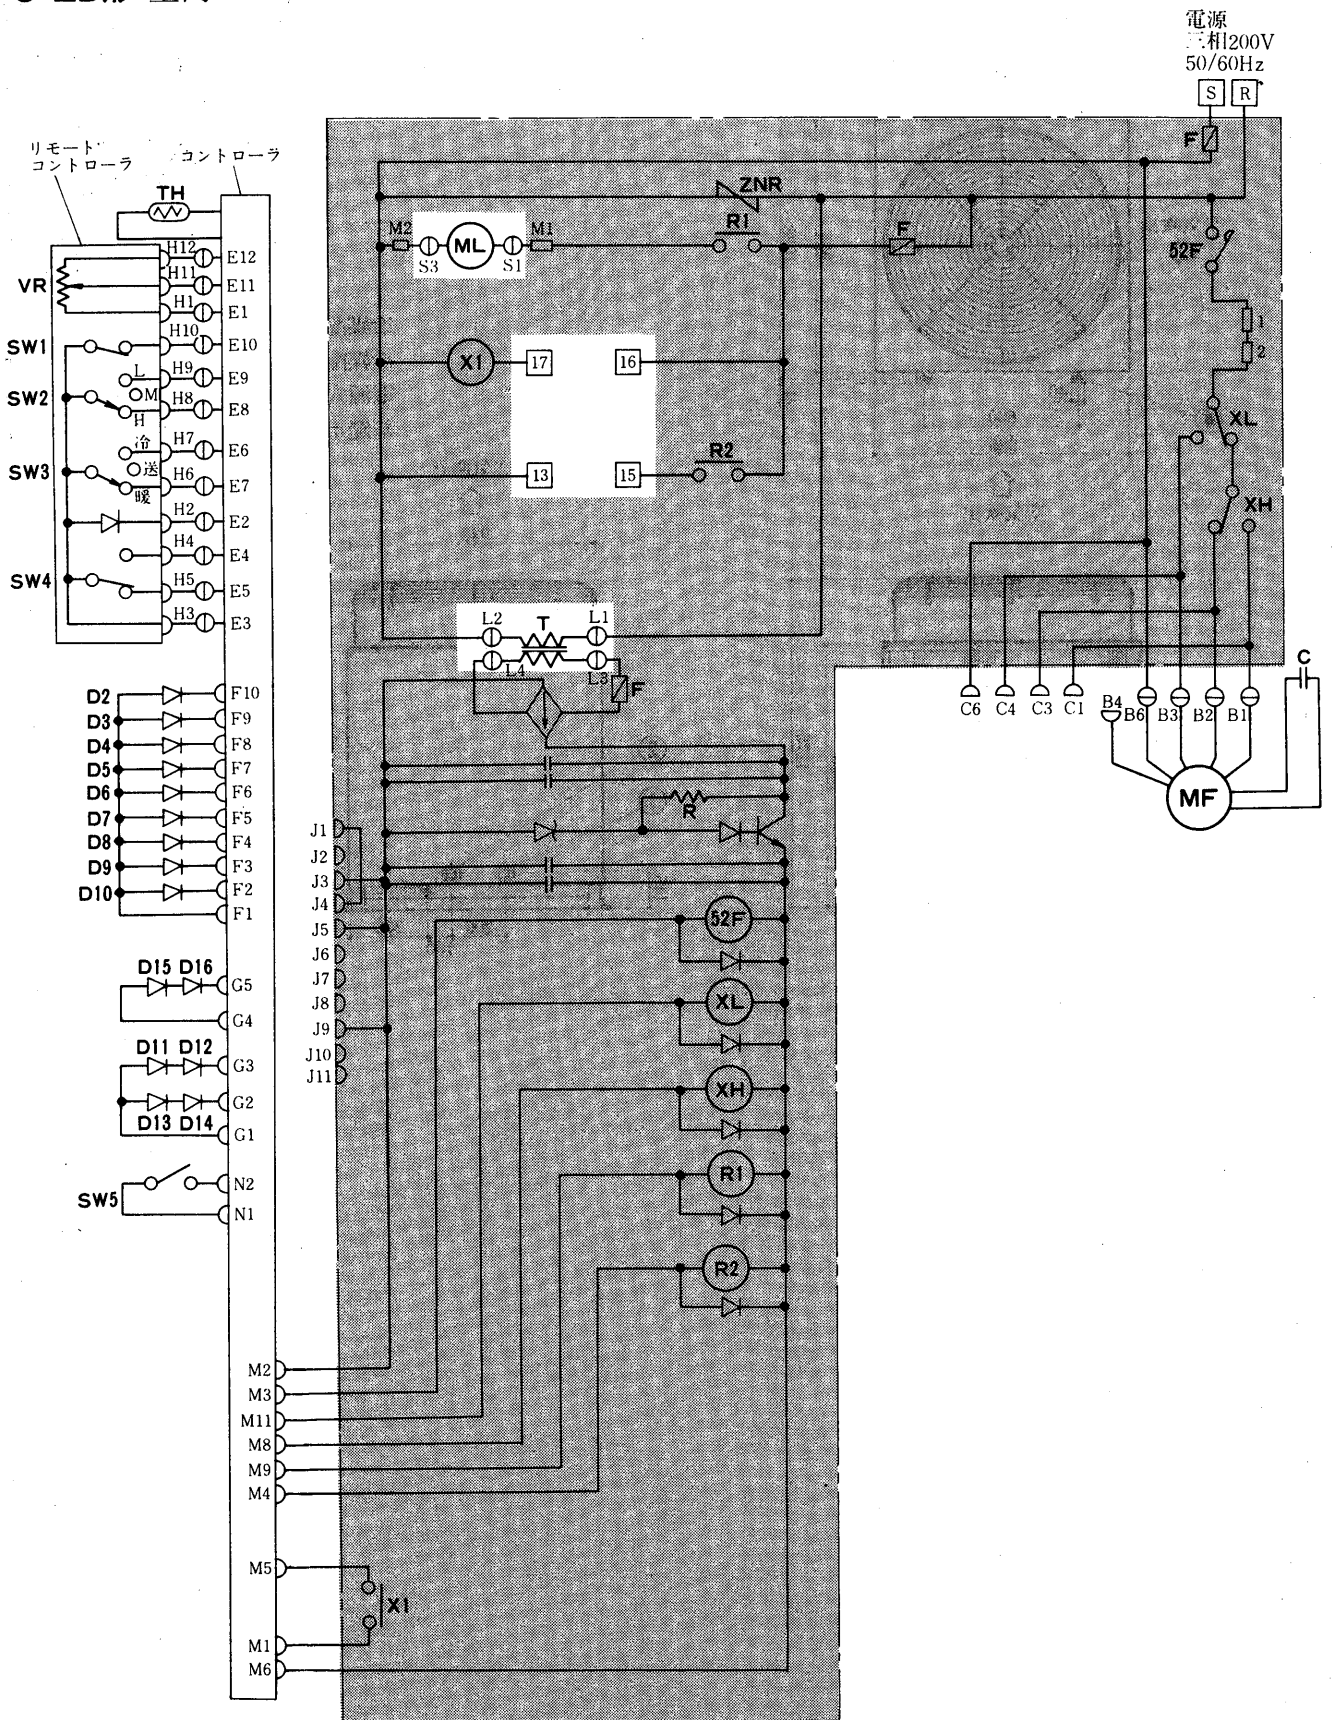 電源
三相200V
50/60Hz
S R
リモート
コントローラ
コントローラ
F
TH
ZNR
M2 ML M1 R1 F
S3 S1
52F
VR
H12 E12
H11 E11
H1 E1
SW1 H10 E10
L H9 E9
SW2 M H8 E8
H
冷 H7 E6
SW3 送 H6 E7
暖
H2 E2
H4 E4
SW4 H5 E5
H3 E3
X1 17 16
13 15 R2
1
2
XL
XH
L2 T L1
L4 L3 F
C6 C4 C3 C1 B4 B6 B3 B2 B1 C
MF
D2 F10
D3 F9
D4 F8
D5 F7
D6 F6
D7 F5
D8 F4
D9 F3
D10 F2
F1
R
J1
J2
J3
J4
J5
J6
J7
J8
J9
J10
J11
52F
XL
XH
R1
R2
D15 D16 G5
G4
D11 D12 G3
G2
D13 D14 G1
SW5 N2
N1
M2
M3
M11
M8
M9
M4
M5
X1
M1
M6